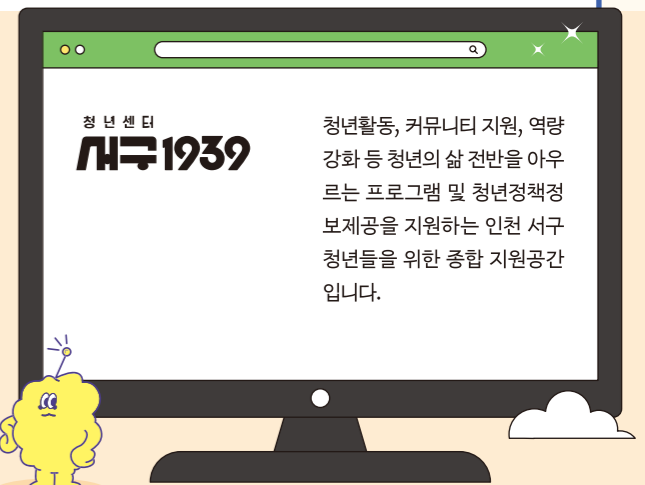 청년센터
서구1939
청년활동, 커뮤니티 지원, 역량
강화 등 청년의 삶 전반을 아우
르는 프로그램 및 청년정책정
보제공을 지원하는 인천 서구
청년들을 위한 종합 지원공간
입니다.